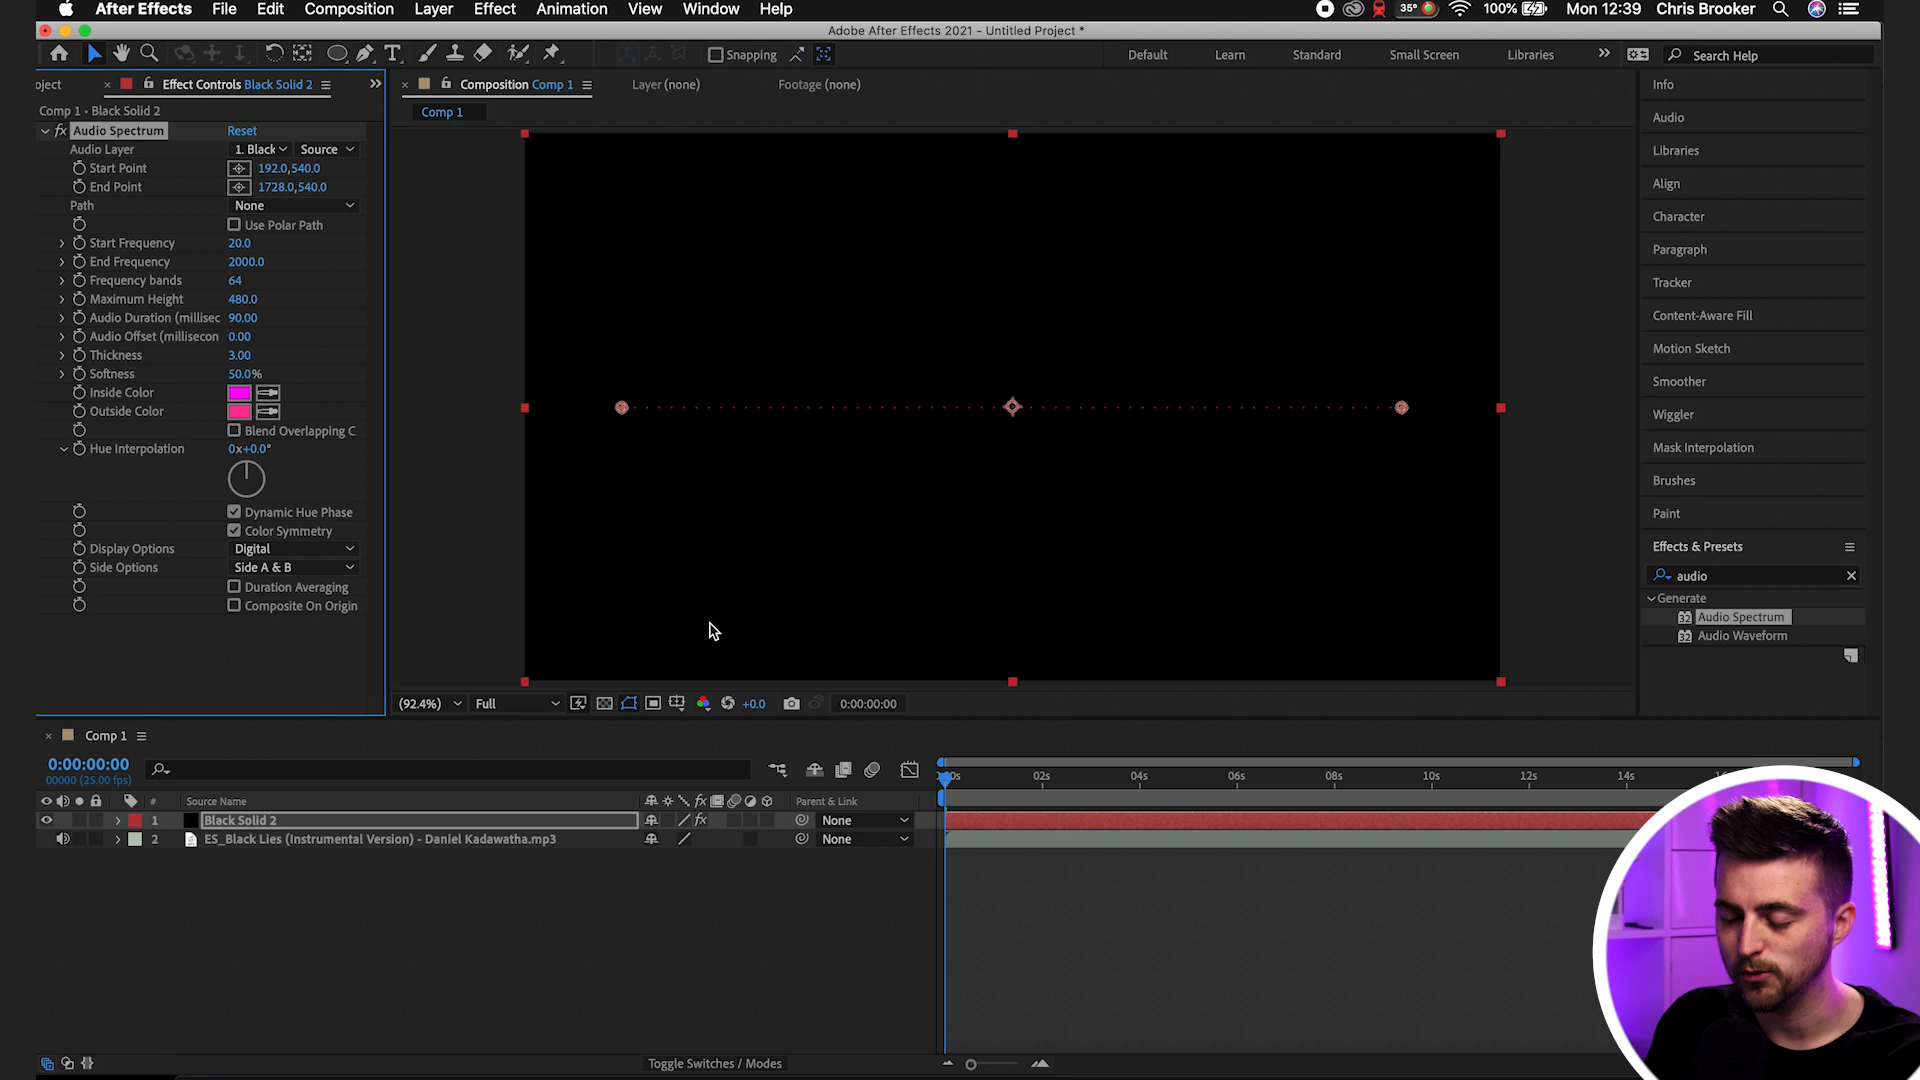 After Effects File Edit Composition Layer Effect Animation View Window Help 35° 100% Mon 12:39 Chris Brooker
Adobe After Effects 2021 - Untitled Project *
Snapping Default Learn Standard Small Screen Libraries Search Help
oject Effect Controls Black Solid 2
Composition Comp 1 Layer (none) Footage (none)
Comp 1 • Black Solid 2
Comp 1
fx Audio Spectrum Reset
Audio Layer 1. Black Source
Start Point 192.0,540.0
End Point 1728.0,540.0
Path None
Use Polar Path
Start Frequency 20.0
End Frequency 2000.0
Frequency bands 64
Maximum Height 480.0
Audio Duration (millisec 90.00
Audio Offset (millisecon 0.00
Thickness 3.00
Softness 50.0%
Inside Color
Outside Color
Blend Overlapping C
Hue Interpolation 0x+0.0°
Dynamic Hue Phase
Color Symmetry
Display Options Digital
Side Options Side A & B
Duration Averaging
Composite On Origin
(92.4%) Full +0.0 0:00:00:00
Info
Audio
Libraries
Align
Character
Paragraph
Tracker
Content-Aware Fill
Motion Sketch
Smoother
Wiggler
Mask Interpolation
Brushes
Paint
Effects & Presets
audio
Generate
32 Audio Spectrum
32 Audio Waveform
Comp 1
0:00:00:00
00000 (25.00 fps)
02s 04s 06s 08s 10s 12s 14s
# Source Name fx Parent & Link
1 Black Solid 2 fx None
2 ES_Black Lies (Instrumental Version) - Daniel Kadawatha.mp3 None
Toggle Switches / Modes